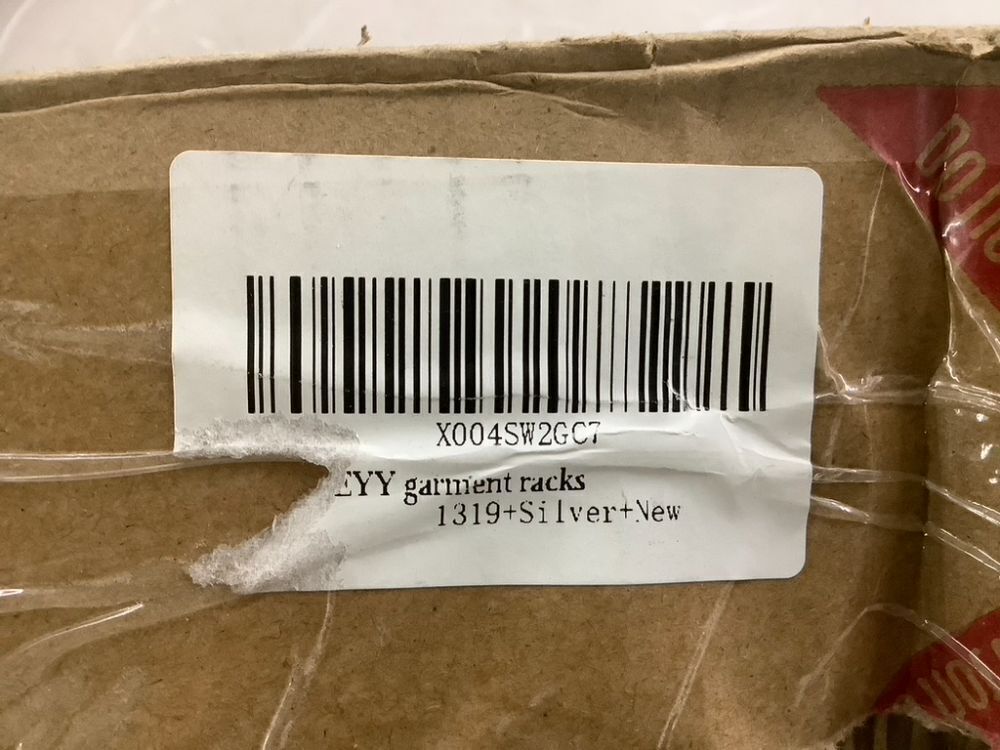 X004SW2GC7
EYY garment racks
1319+Silver+New